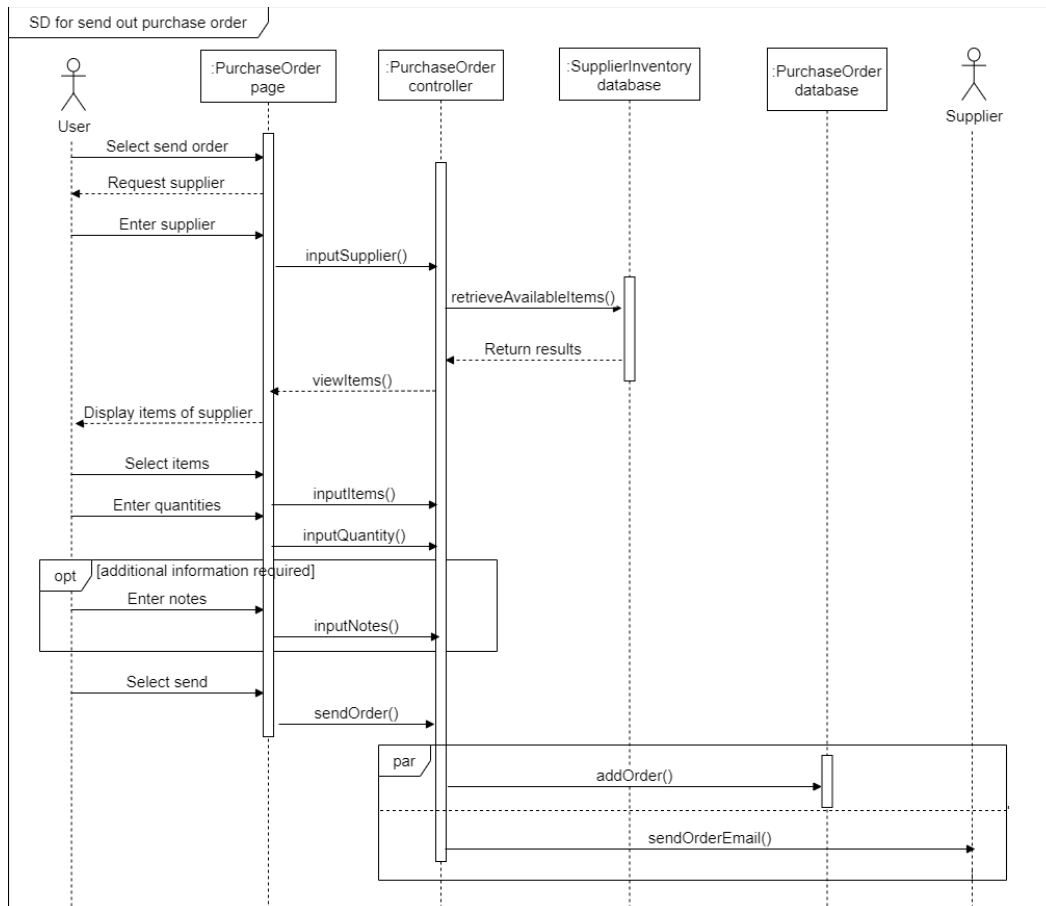 SD for send out purchase order
:PurchaseOrder
page
:PurchaseOrder
controller
:SupplierInventory
database
:PurchaseOrder
database
User
Supplier
Select send order
Request supplier
Enter supplier
inputSupplier()
retrieveAvailableItems()
Return results
viewItems()
Display items of supplier
Select items
inputItems()
Enter quantities
inputQuantity()
opt
[additional information required]
Enter notes
inputNotes()
Select send
sendOrder()
par
addOrder()
sendOrderEmail()